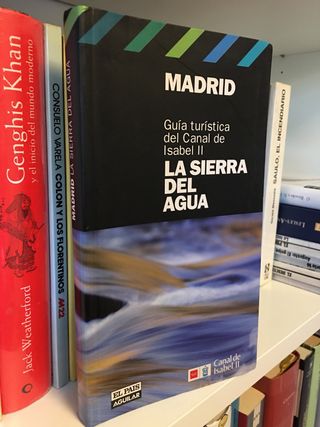 Genghis Khan
y el inicio del mundo moderno
Jack Weatherford
CONSUELO VARELA
COLÓN Y LOS FLORENTINOS
MADRID LA SIERRA DEL AGUA
MADRID
Guía turística
del Canal de
Isabel II
LA SIERRA
DEL
AGUA
EL PAIS
AGUILAR
Canal de
Isabel II
SAULO, EL INCENDIARIO